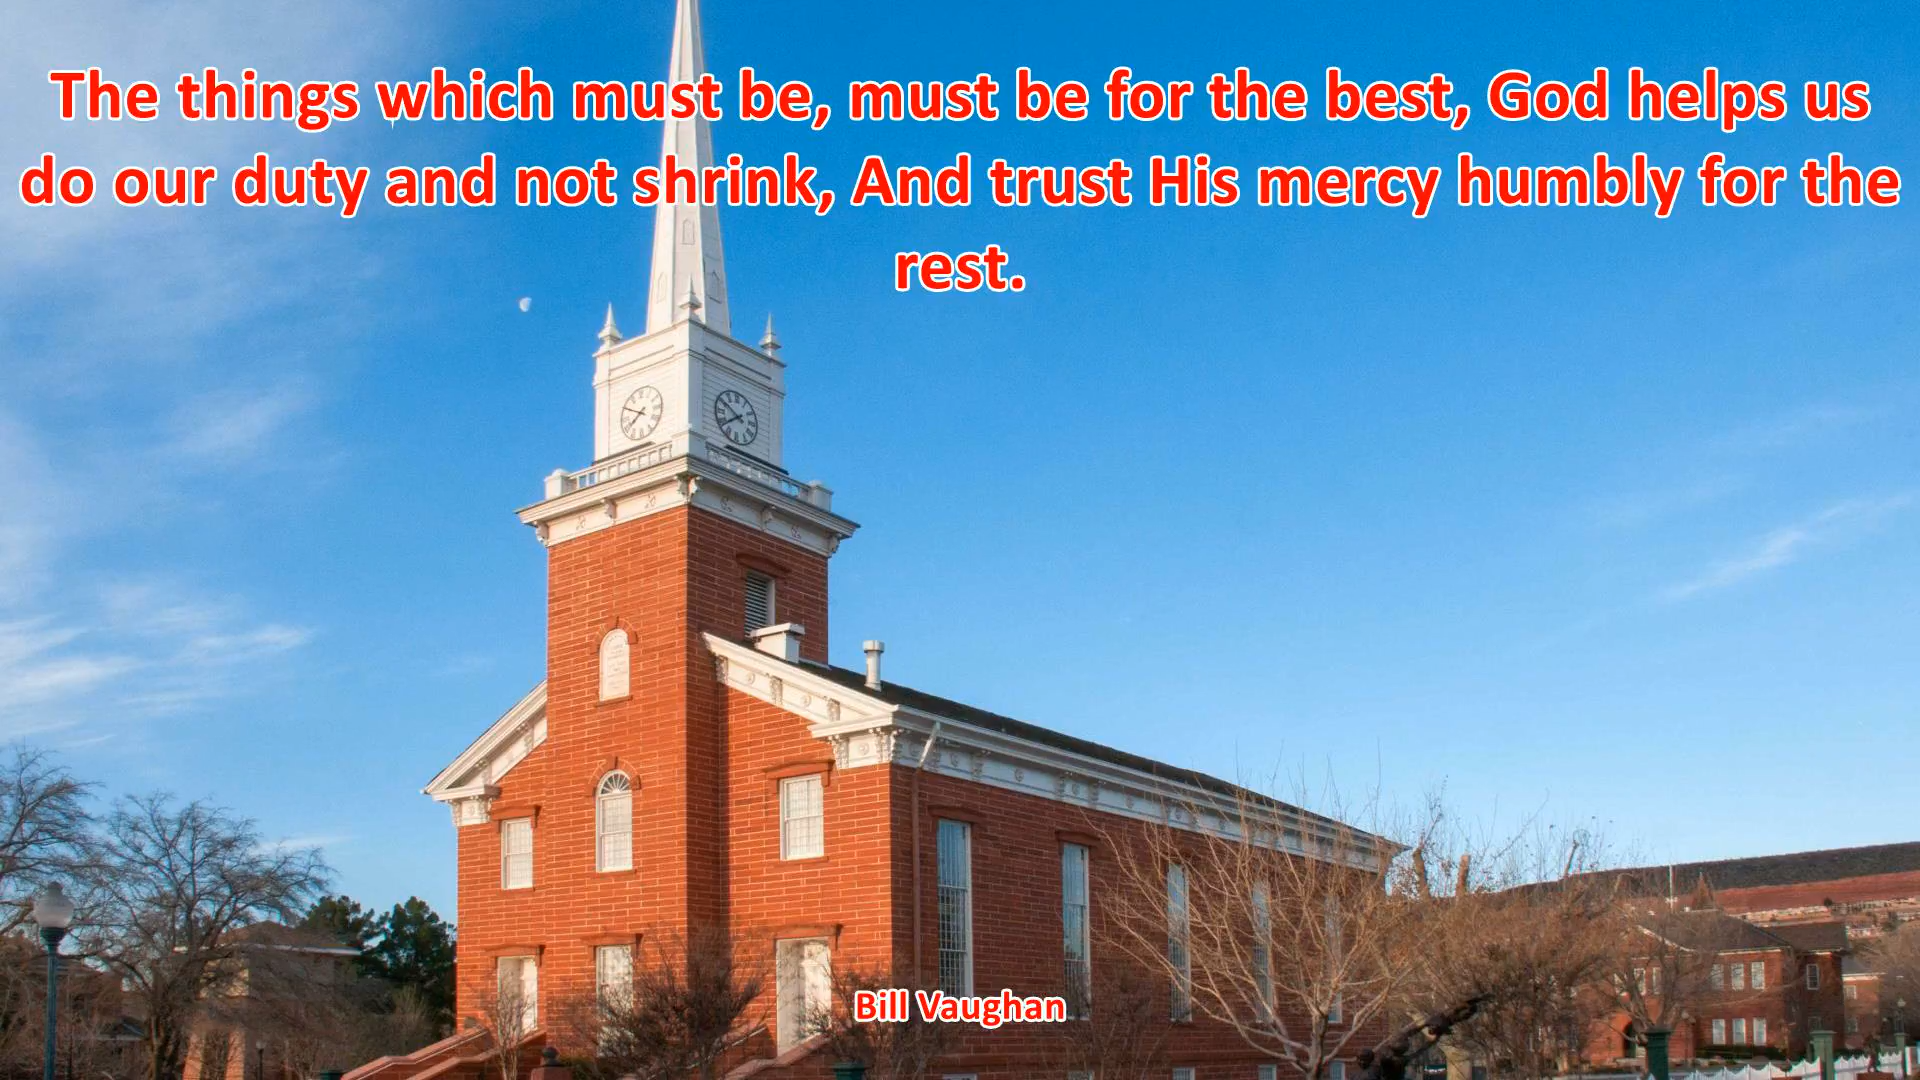 The things which must be, must be for the best, God helps us
do our duty and not shrink, And trust His mercy humbly for the
rest.
Bill Vaughan